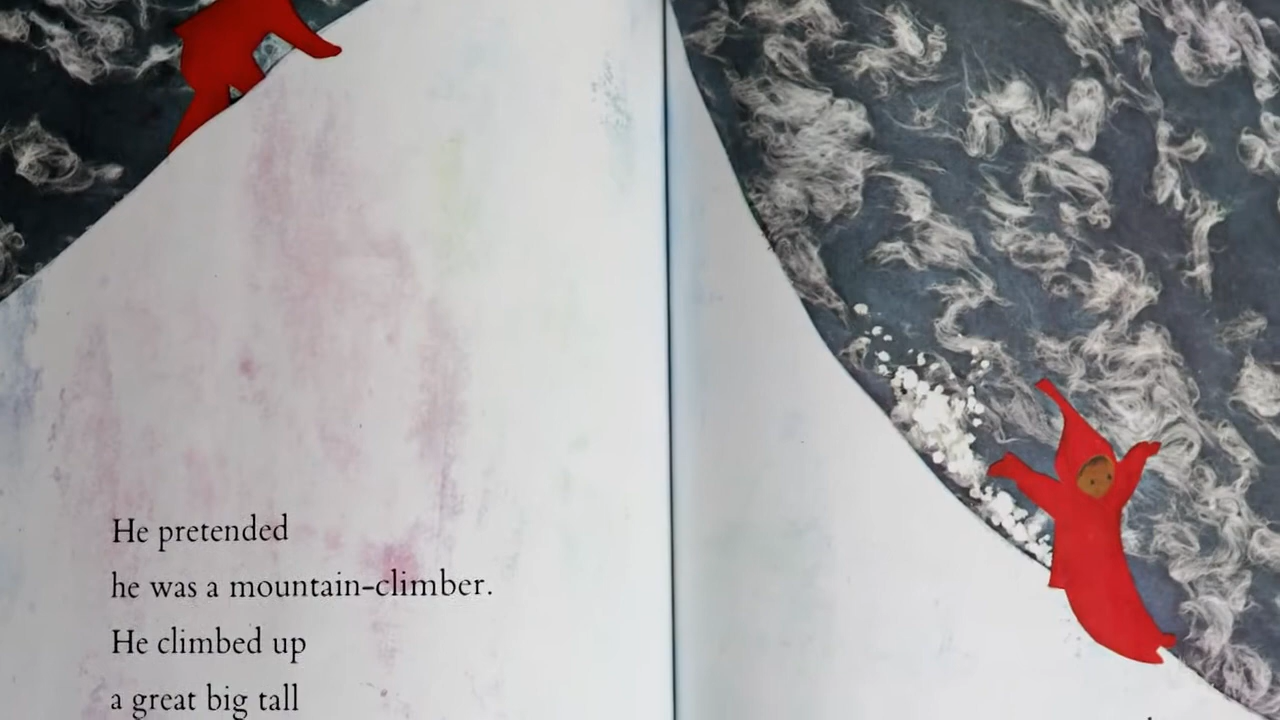 He pretended
he was a mountain-climber.
He climbed up
a great big tall